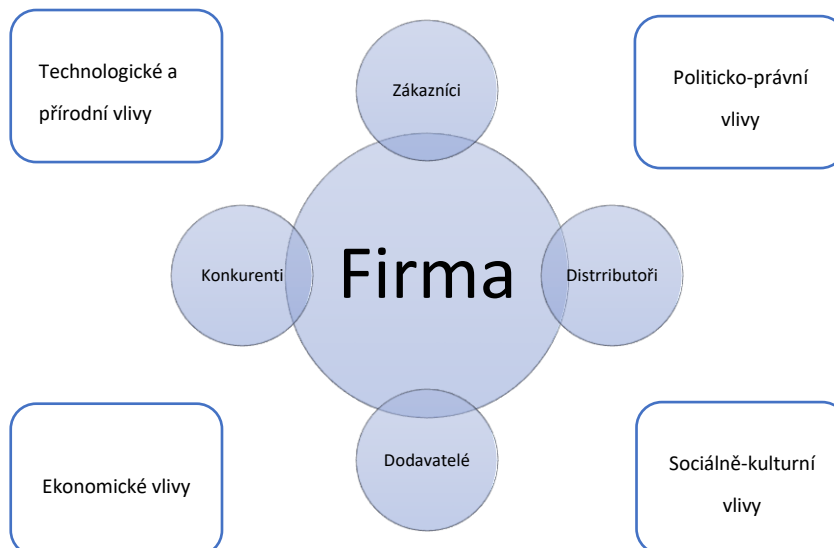 Technologické a
přírodní vlivy
Zákazníci
Politicko-právní
vlivy
Konkurenti
Firma
Distrributoři
Ekonomické vlivy
Dodavatelé
Sociálně-kulturní
vlivy